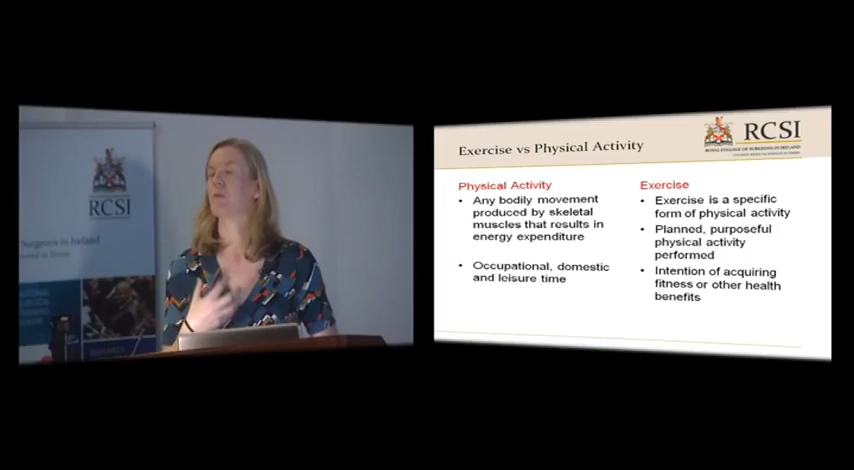 RCSI
Surgeons in Ireland
Exercise vs Physical Activity
RCSI
ROYAL COLLEGE OF SURGEONS IN IRELAND
Physical Activity
• Any bodily movement
produced by skeletal
muscles that results in
energy expenditure
• Occupational, domestic
and leisure time
Exercise
• Exercise is a specific
form of physical activity
• Planned, purposeful
physical activity
performed
• Intention of acquiring
fitness or other health
benefits